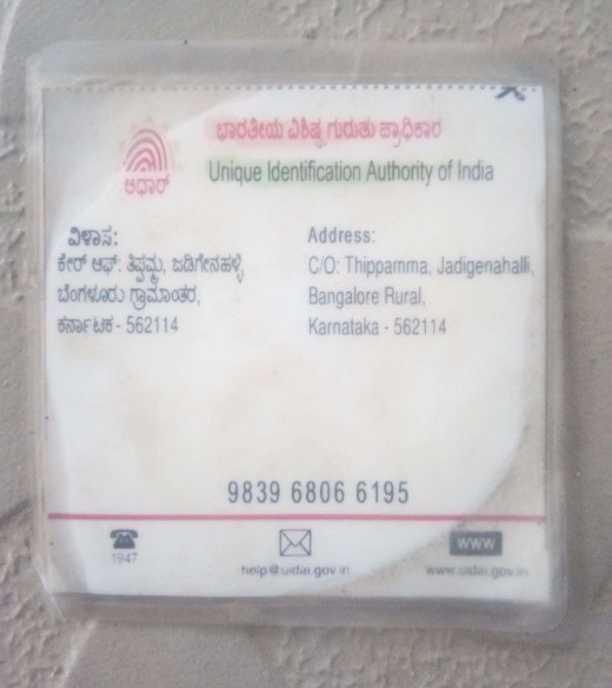 ಭಾರತೀಯ ವಿಶಿಷ್ಟ ಗುರುತು ಪ್ರಾಧಿಕಾರ
ಆಧಾರ್
Unique Identification Authority of India
ವಿಳಾಸ:
ಕೇರ್ ಆಫ್: ತಿಪ್ಪಮ್ಮ, ಜಡಿಗೇನಹಳ್ಳಿ
ಬೆಂಗಳೂರು ಗ್ರಾಮಾಂತರ,
ಕರ್ನಾಟಕ - 562114
Address:
C/O: Thippamma, Jadigenahalli,
Bangalore Rural,
Karnataka - 562114
9839 6806 6195
1947
help@uidai.gov.in
WWW
www.uidai.gov.in